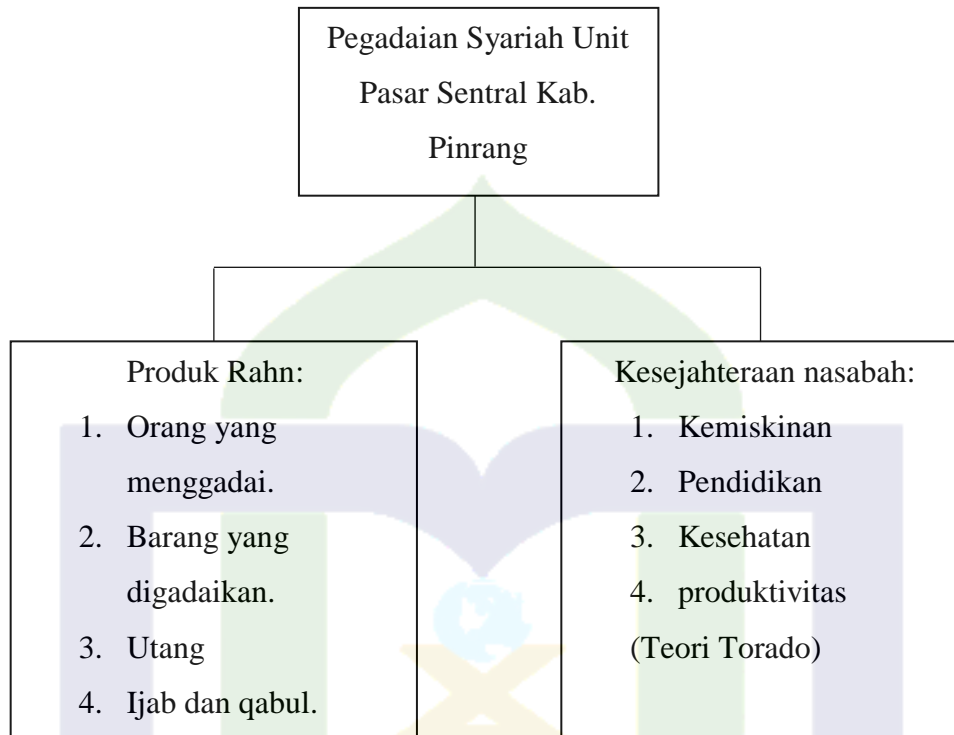 Pegadaian Syariah Unit
Pasar Sentral Kab.
Pinrang
Produk Rahn:
1. Orang yang
menggadai.
2. Barang yang
digadaikan.
3. Utang
4. Ijab dan qabul.
Kesejahteraan nasabah:
1. Kemiskinan
2. Pendidikan
3. Kesehatan
4. produktivitas
(Teori Torado)